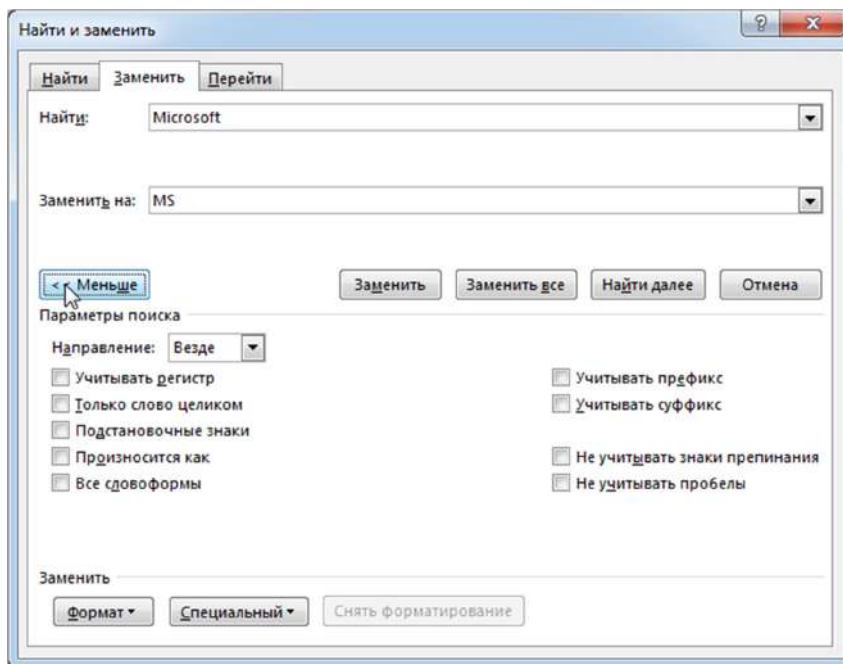 Найти и заменить
Найти Заменить Перейти
Найти: Microsoft
Заменить на: MS
<< Меньше Заменить Заменить все Найти далее Отмена
Параметры поиска
Направление: Везде
Учитывать регистр Учитывать префикс
Только слово целиком Учитывать суффикс
Подстановочные знаки
Произносится как Не учитывать знаки препинания
Все словоформы Не учитывать пробелы
Заменить
Формат Специальный Снять форматирование